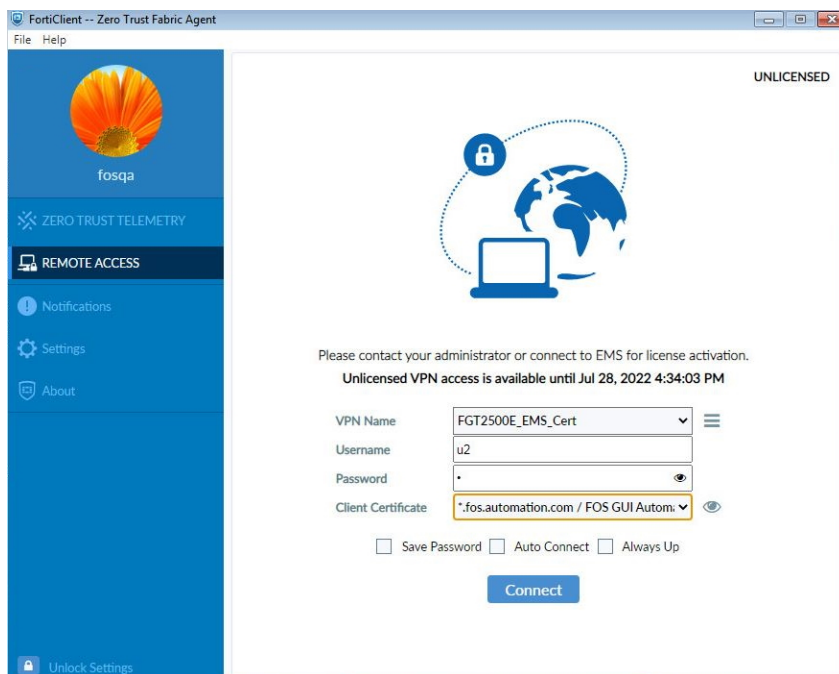 FortiClient -- Zero Trust Fabric Agent
File Help
fosqa
ZERO TRUST TELEMETRY
REMOTE ACCESS
Notifications
Settings
About
Unlock Settings
UNLICENSED
Please contact your administrator or connect to EMS for license activation.
Unlicensed VPN access is available until Jul 28, 2022 4:34:03 PM
VPN Name FGT2500E_EMS_Cert
Username u2
Password •
Client Certificate *.fos.automation.com / FOS GUI Autom
Save Password Auto Connect Always Up
Connect